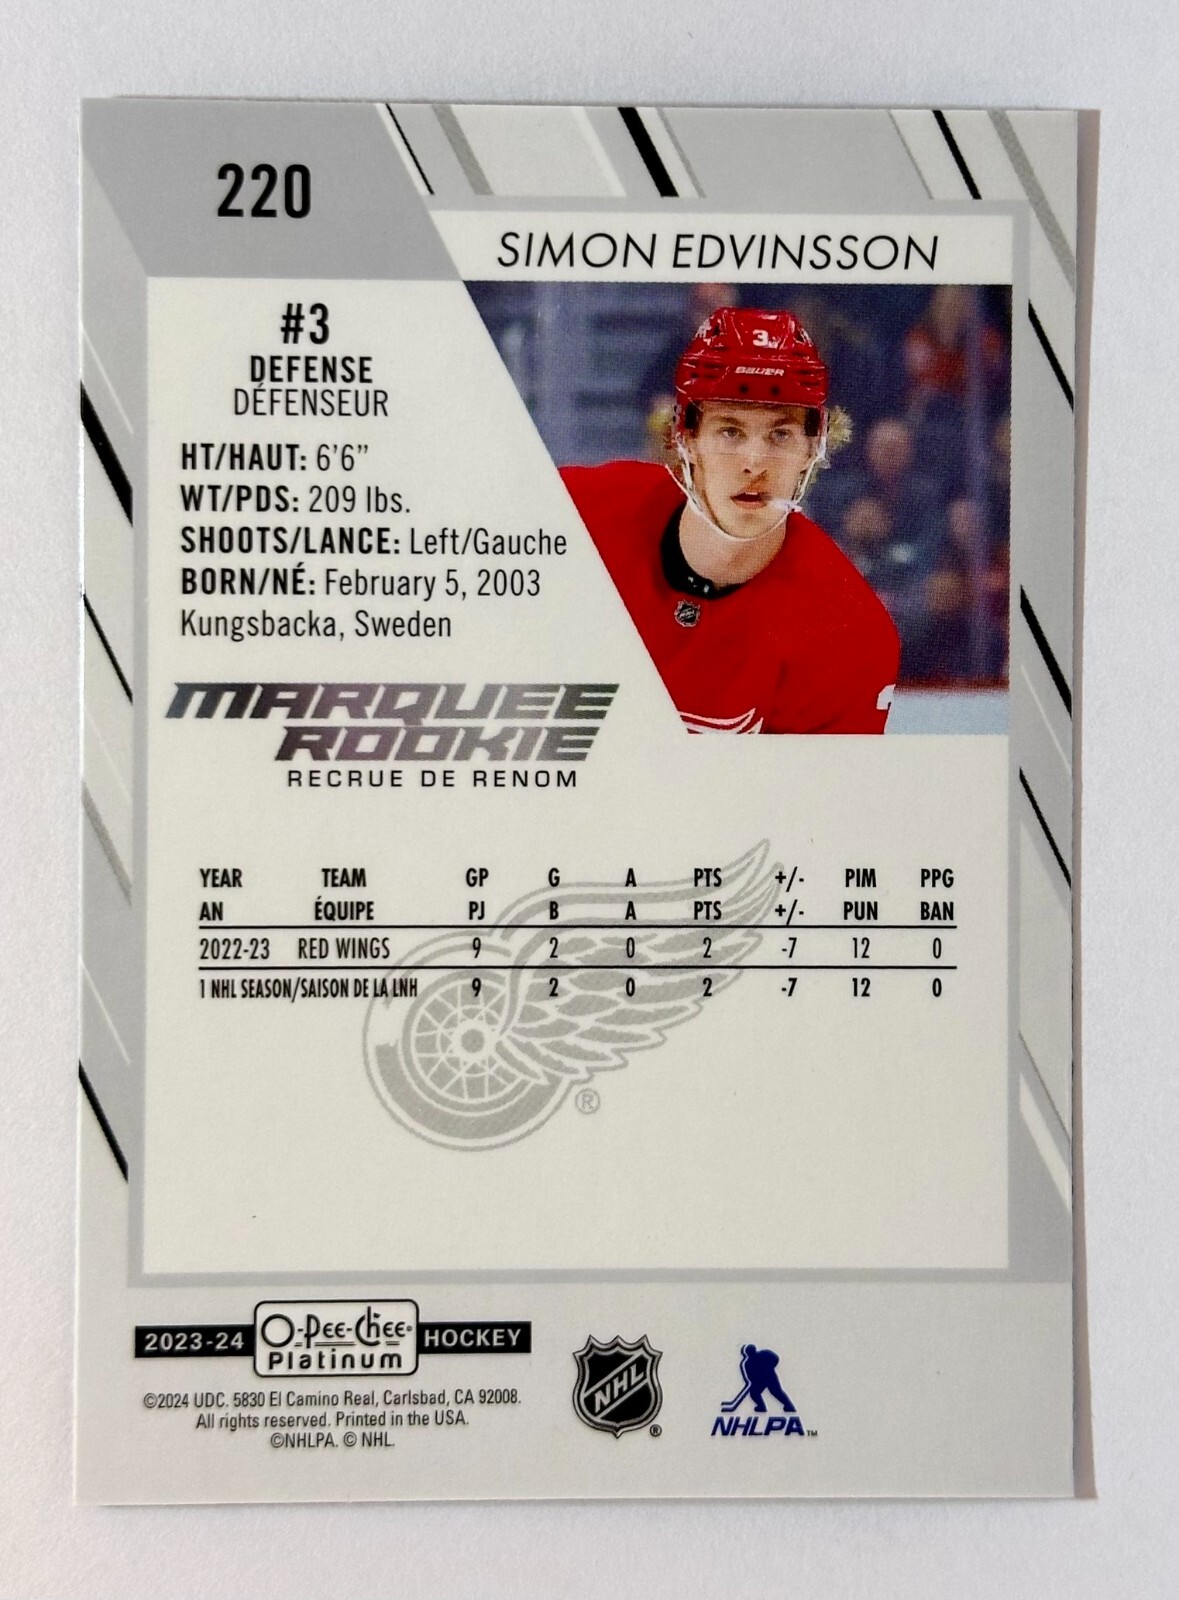 220
SIMON EDVINSSON
#3
DEFENSE
DÉFENSEUR
HT/HAUT: 6'6"
WT/PDS: 209 lbs.
SHOOTS/LANCE: Left/Gauche
BORN/NÉ: February 5, 2003
Kungsbacka, Sweden
3
BAUER
MARQUEE
ROOKIE
RECRUE DE RENOM
YEAR TEAM GP G A PTS +/- PIM PPG
AN ÉQUIPE PJ B A PTS +/- PUN BAN
2022-23 RED WINGS 9 2 0 2 -7 12 0
1 NHL SEASON/SAISON DE LA LNH 9 2 0 2 -7 12 0
®
2023-24 O-Pee-Chee® HOCKEY
Platinum
©2024 UDC. 5830 El Camino Real, Carlsbad, CA 92008.
All rights reserved. Printed in the USA.
©NHLPA. © NHL.
NHL ®
NHLPA™